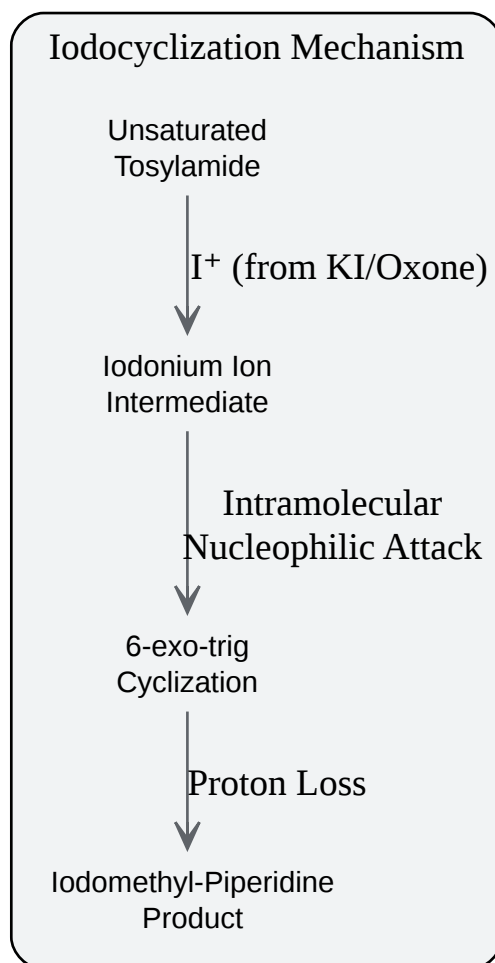 Iodocyclization Mechanism
Unsaturated
Tosylamide
I⁺ (from KI/Oxone)
Iodonium Ion
Intermediate
Intramolecular
Nucleophilic Attack
6-exo-trig
Cyclization
Proton Loss
Iodomethyl-Piperidine
Product